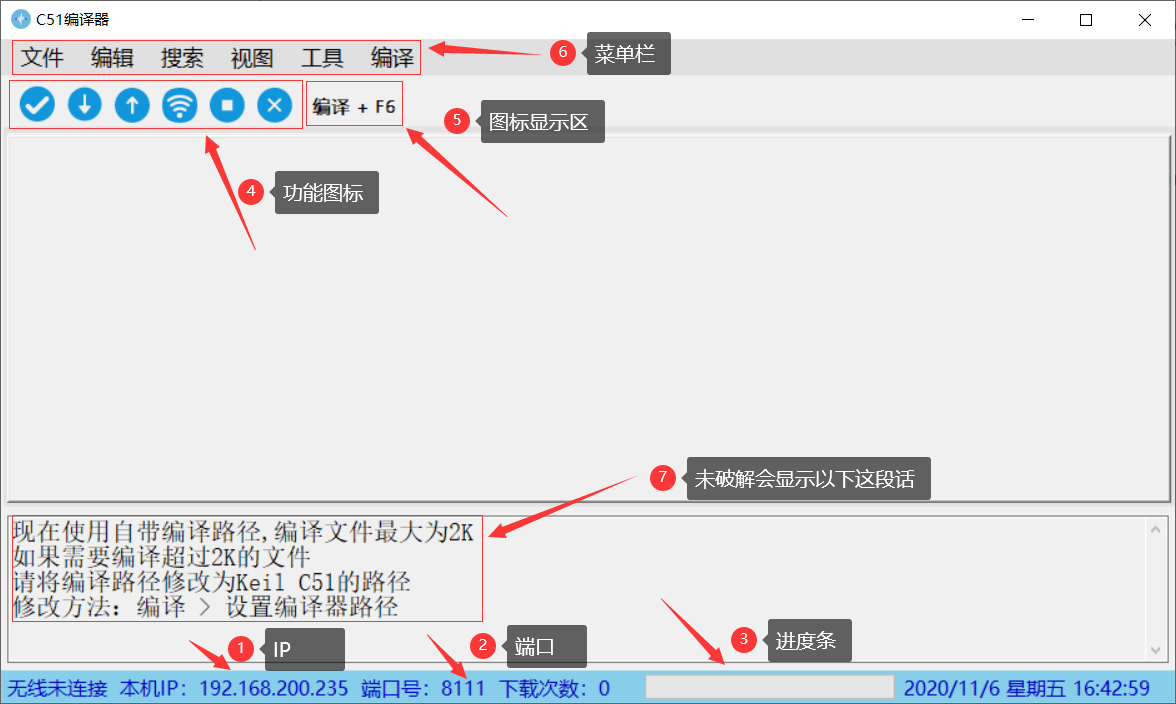 C51编译器
文件 编辑 搜索 视图 工具 编译
6 菜单栏
编译 + F6
5 图标显示区
4 功能图标
7 未破解会显示以下这段话
现在使用自带编译路径,编译文件最大为2K
如果需要编译超过2K的文件
请将编译路径修改为Keil C51的路径
修改方法：编译 > 设置编译器路径
1 IP
2 端口
3 进度条
无线未连接 本机IP：192.168.200.235 端口号：8111 下载次数：0 2020/11/6 星期五 16:42:59